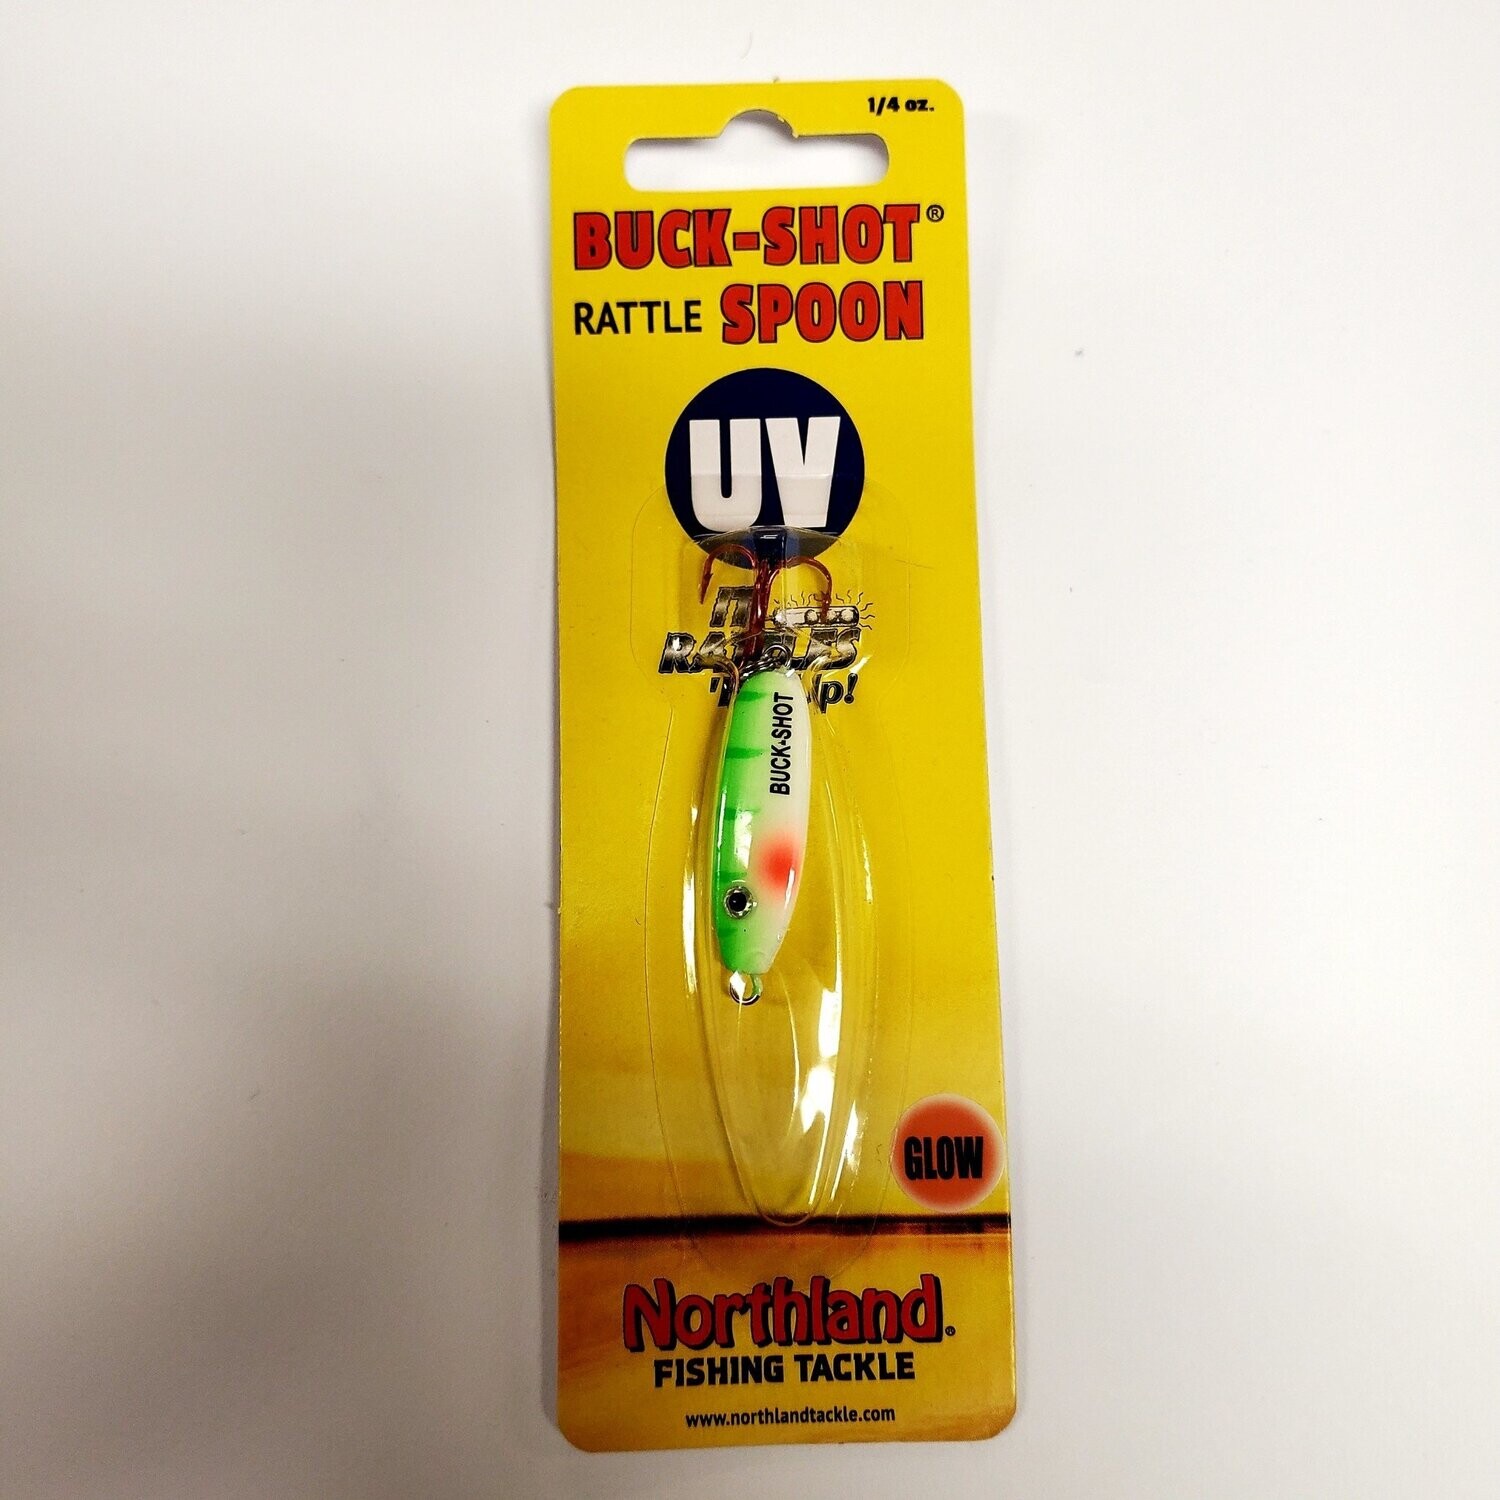 1/4 oz.
BUCK-SHOT®
RATTLE SPOON
UV
BUCK-SHOT
GLOW
Northland®
FISHING TACKLE
www.northlandtackle.com